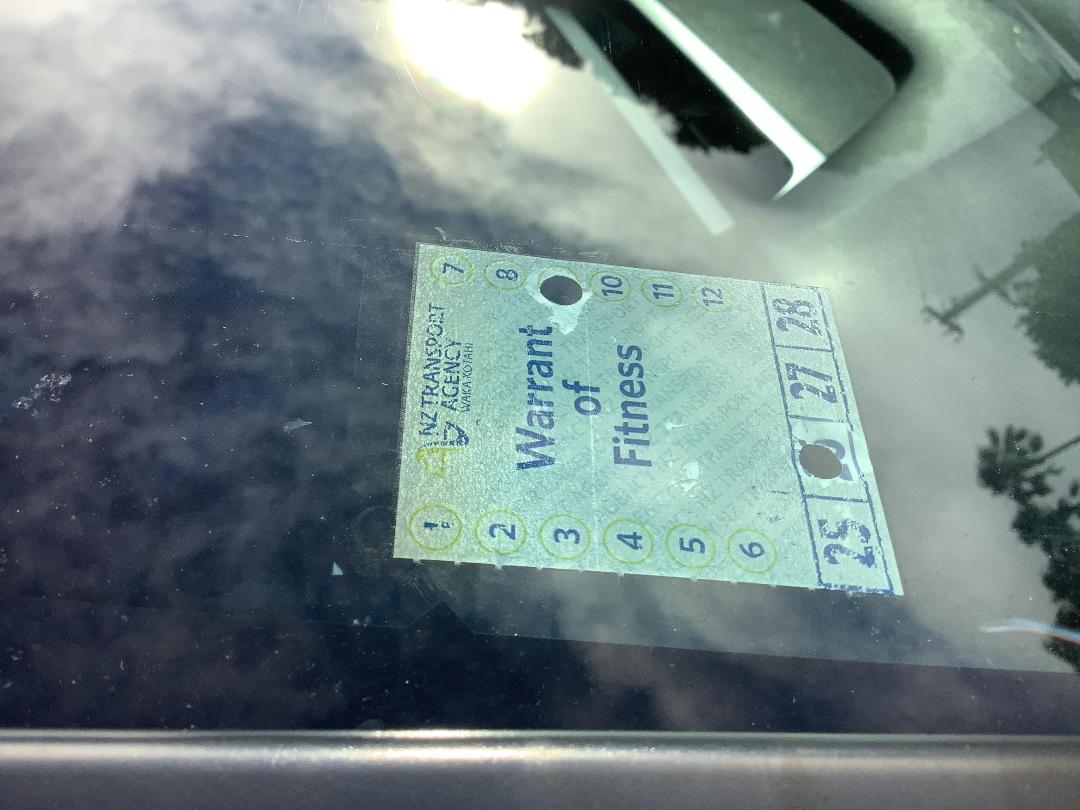 NZ TRANSPORT
AGENCY
WAKA KOTAHI
1
7
2
8
3
4
10
5
11
6
12
Warrant
of
Fitness
25
27
28